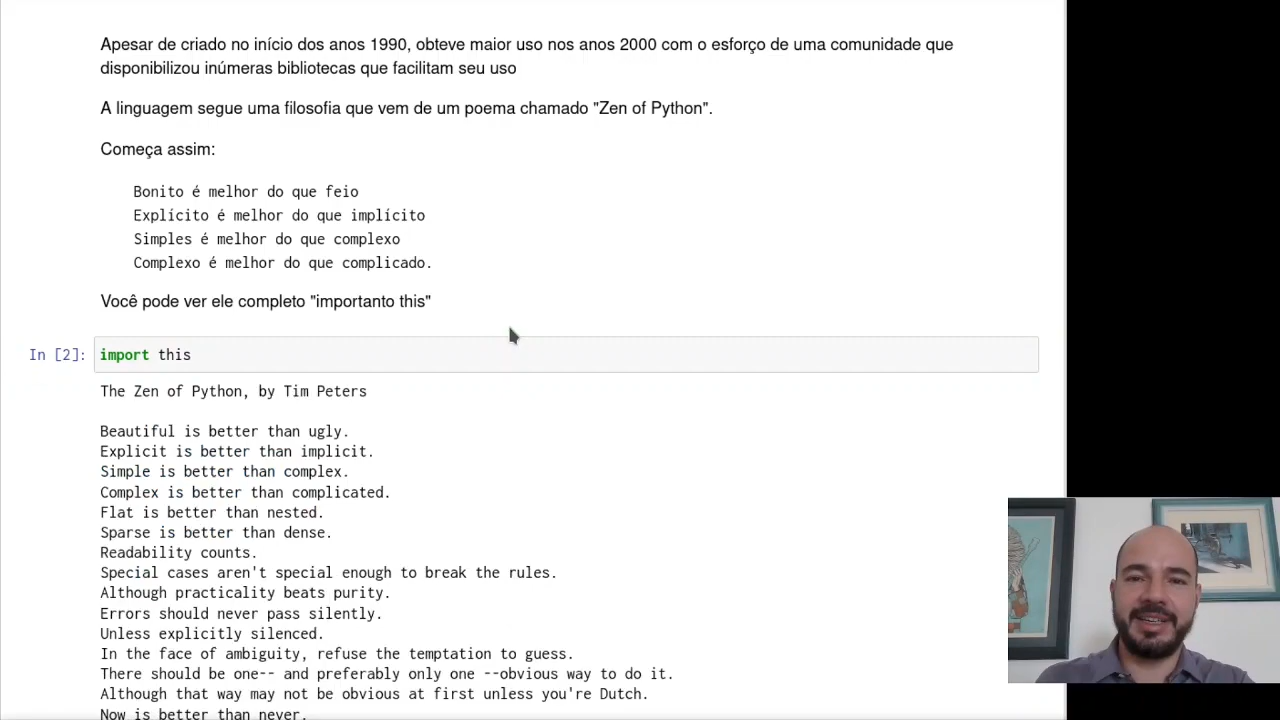 Apesar de criado no início dos anos 1990, obteve maior uso nos anos 2000 com o esforço de uma comunidade que
disponibilizou inúmeras bibliotecas que facilitam seu uso
A linguagem segue uma filosofia que vem de um poema chamado "Zen of Python".
Começa assim:
Bonito é melhor do que feio
Explícito é melhor do que implícito
Simples é melhor do que complexo
Complexo é melhor do que complicado.
Você pode ver ele completo "importanto this"
In [2]: import this
The Zen of Python, by Tim Peters
Beautiful is better than ugly.
Explicit is better than implicit.
Simple is better than complex.
Complex is better than complicated.
Flat is better than nested.
Sparse is better than dense.
Readability counts.
Special cases aren't special enough to break the rules.
Although practicality beats purity.
Errors should never pass silently.
Unless explicitly silenced.
In the face of ambiguity, refuse the temptation to guess.
There should be one-- and preferably only one --obvious way to do it.
Although that way may not be obvious at first unless you're Dutch.
Now is better than never.